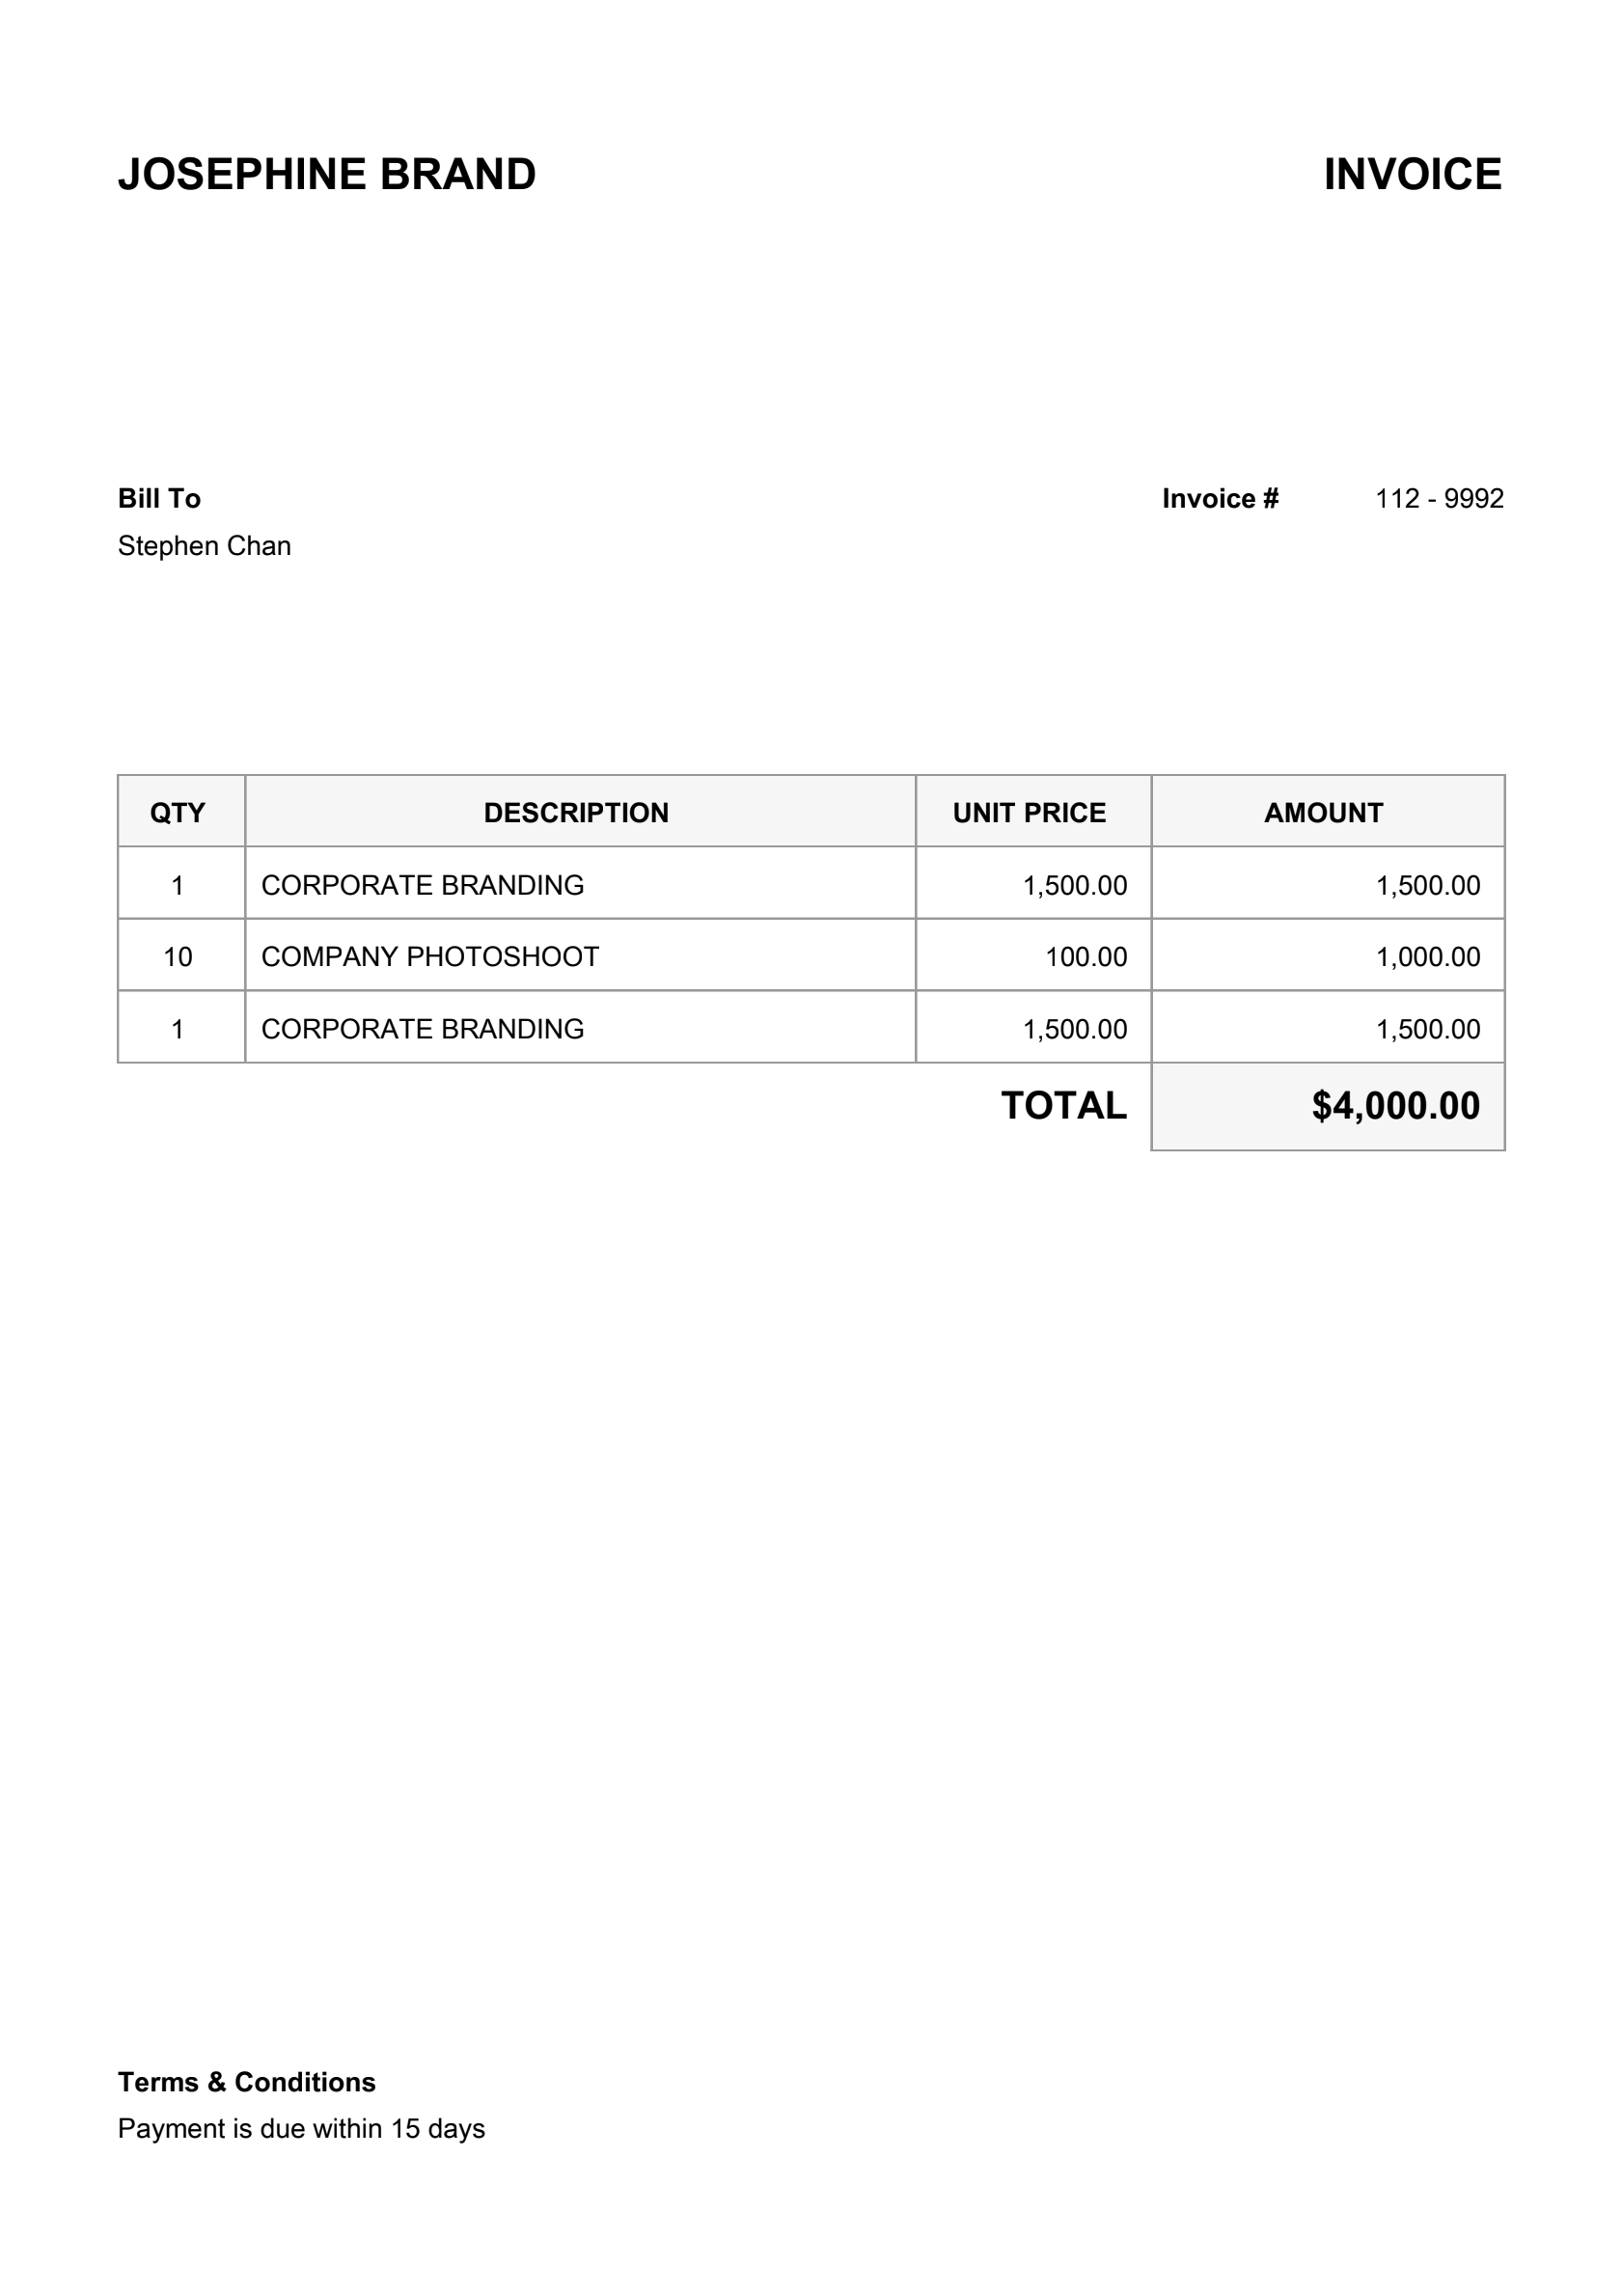 JOSEPHINE BRAND INVOICE
Bill To Invoice # 112 - 9992
Stephen Chan
QTY DESCRIPTION UNIT PRICE AMOUNT
1 CORPORATE BRANDING 1,500.00 1,500.00
10 COMPANY PHOTOSHOOT 100.00 1,000.00
1 CORPORATE BRANDING 1,500.00 1,500.00
TOTAL $4,000.00
Terms & Conditions
Payment is due within 15 days